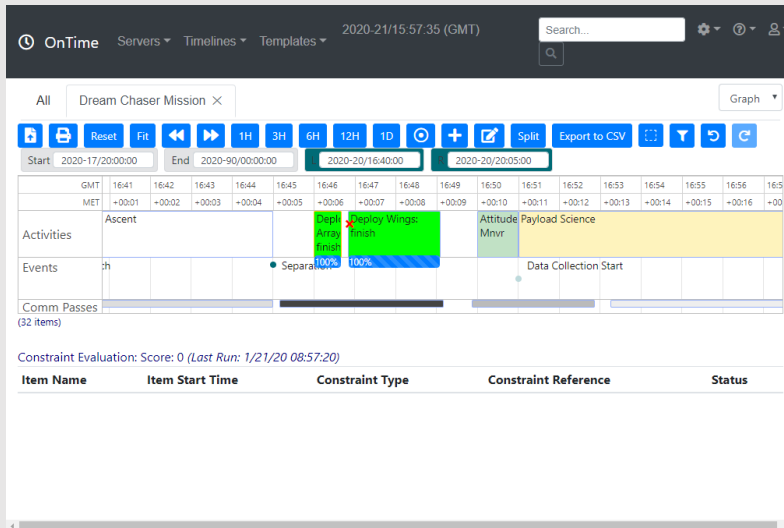 OnTime Servers Timelines Templates 2020-21/15:57:35 (GMT) Search...
All Dream Chaser Mission × Graph
Reset Fit 1H 3H 6H 12H 1D Split Export to CSV
Start 2020-17/20:00:00 End 2020-90/00:00:00 L 2020-20/16:40:00 R 2020-20/20:05:00
GMT 16:41 16:42 16:43 16:44 16:45 16:46 16:47 16:48 16:49 16:50 16:51 16:52 16:53 16:54 16:55 16:56 16:5
MET +00:01 +00:02 +00:03 +00:04 +00:05 +00:06 +00:07 +00:08 +00:09 +00:10 +00:11 +00:12 +00:13 +00:14 +00:15 +00:16 +00
Activities Ascent Deplo Array finish 100% Deploy Wings: finish 100% Attitude Mnvr Payload Science
Events :h Separation Data Collection Start
Comm Passes
(32 items)
Constraint Evaluation: Score: 0 (Last Run: 1/21/20 08:57:20)
Item Name Item Start Time Constraint Type Constraint Reference Status